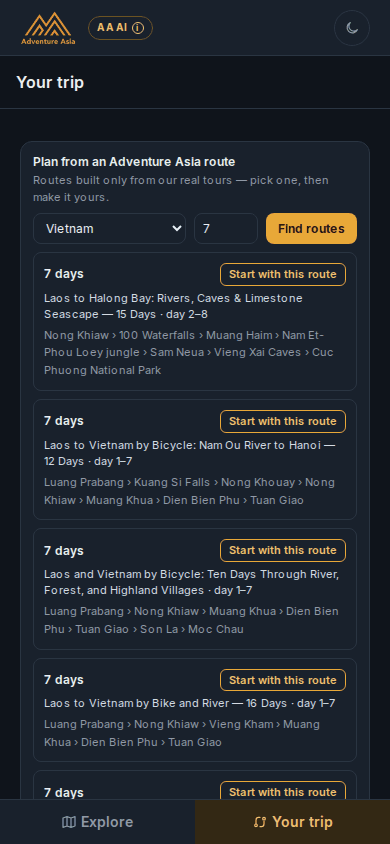 Adventure Asia
AAAI
Your trip
Plan from an Adventure Asia route
Routes built only from our real tours — pick one, then
make it yours.
Vietnam
7
Find routes
7 days
Start with this route
Laos to Halong Bay: Rivers, Caves & Limestone
Seascape — 15 Days · day 2–8
Nong Khiaw › 100 Waterfalls › Muang Haim › Nam Et-
Phou Loey jungle › Sam Neua › Vieng Xai Caves › Cuc
Phuong National Park
7 days
Start with this route
Laos to Vietnam by Bicycle: Nam Ou River to Hanoi —
12 Days · day 1–7
Luang Prabang › Kuang Si Falls › Nong Khouay › Nong
Khiaw › Muang Khua › Dien Bien Phu › Tuan Giao
7 days
Start with this route
Laos and Vietnam by Bicycle: Ten Days Through River,
Forest, and Highland Villages · day 1–7
Luang Prabang › Nong Khiaw › Muang Khua › Dien Bien
Phu › Tuan Giao › Son La › Moc Chau
7 days
Start with this route
Laos to Vietnam by Bike and River — 16 Days · day 1–7
Luang Prabang › Nong Khiaw › Vieng Kham › Muang
Khua › Dien Bien Phu › Tuan Giao
7 days
Start with this route
Explore
Your trip